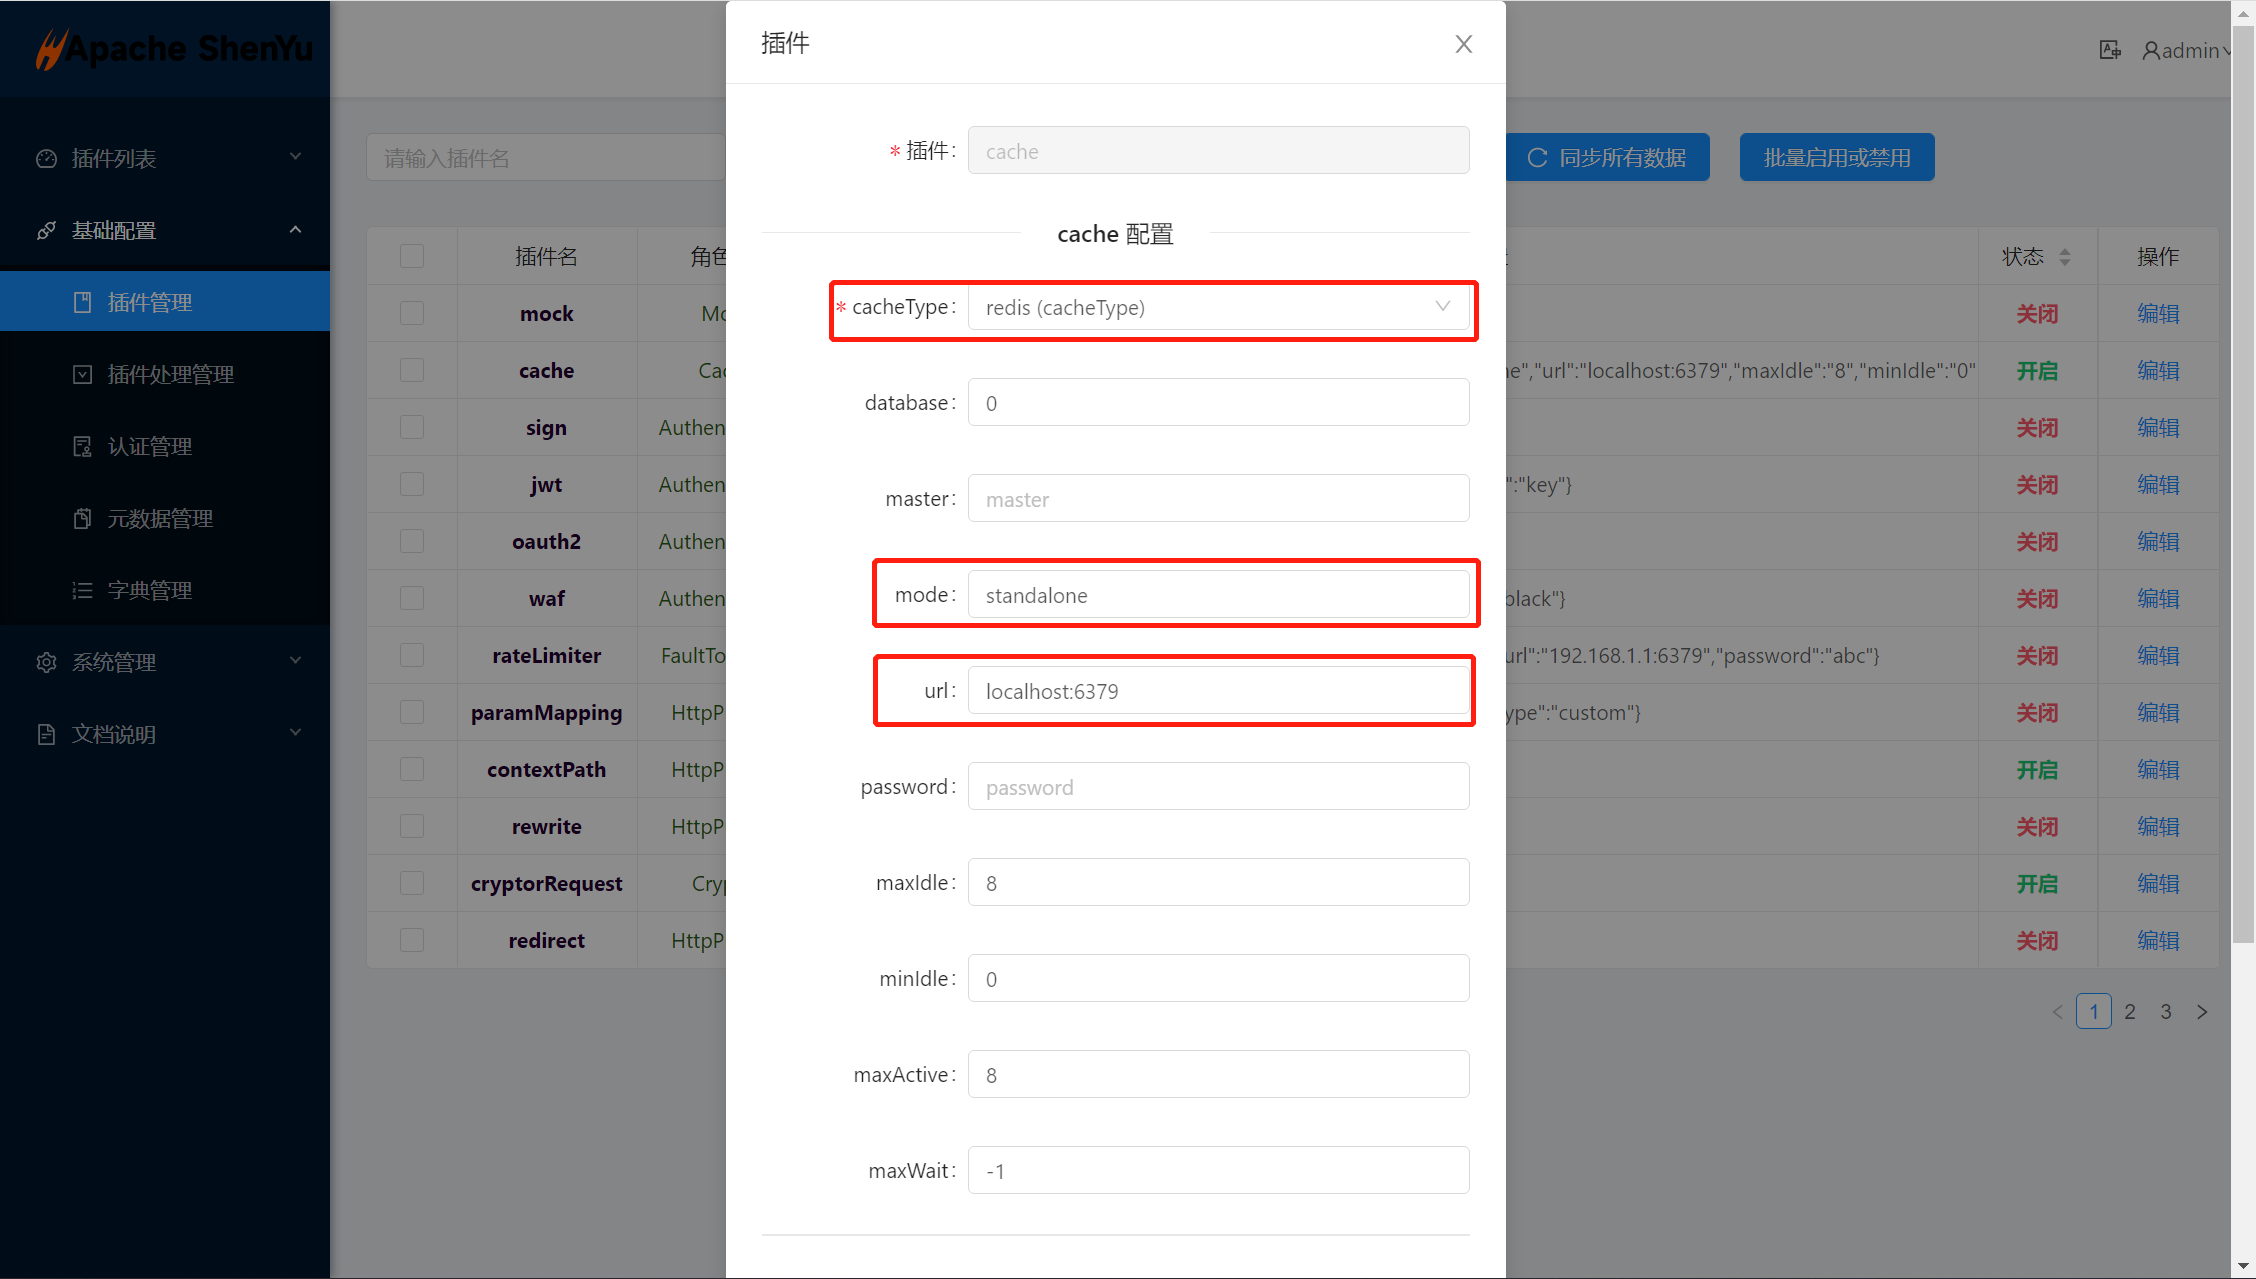 Apache ShenYu
插件列表
基础配置
插件管理
插件处理管理
认证管理
元数据管理
字典管理
系统管理
文档说明
admin
请输入插件名
同步所有数据
批量启用或禁用
插件名 角色 状态 操作
mock 关闭 编辑
cache ,"url":"localhost:6379","maxIdle":"8","minIdle":"0" 开启 编辑
sign Authen 关闭 编辑
jwt Authen ":"key"} 关闭 编辑
oauth2 Authen 关闭 编辑
waf Authen black"} 关闭 编辑
rateLimiter FaultTo url":"192.168.1.1:6379","password":"abc"} 关闭 编辑
paramMapping HttpP ype":"custom"} 关闭 编辑
contextPath HttpP 开启 编辑
rewrite HttpP 关闭 编辑
cryptorRequest Cryp 开启 编辑
redirect HttpP 关闭 编辑
1 2 3
插件
* 插件: cache
cache 配置
* cacheType: redis (cacheType)
database: 0
master: master
mode: standalone
url: localhost:6379
password: password
maxIdle: 8
minIdle: 0
maxActive: 8
maxWait: -1